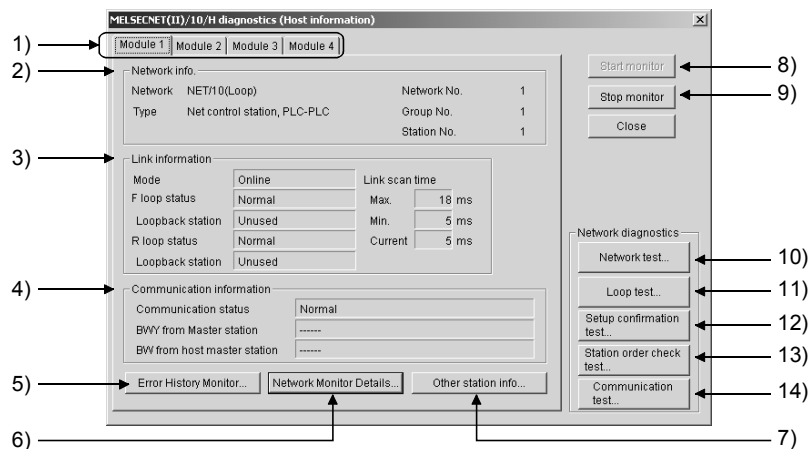 MELSECNET(II)/10/H diagnostics (Host information)
1)
Module 1 Module 2 Module 3 Module 4
2)
Network info.
Network NET/10(Loop) Network No. 1
Type Net control station, PLC-PLC Group No. 1
Station No. 1
Start monitor
8)
Stop monitor
9)
Close
3)
Link information
Mode Online Link scan time
F loop status Normal Max. 18 ms
Loopback station Unused Min. 5 ms
R loop status Normal Current 5 ms
Loopback station Unused
4)
Communication information
Communication status Normal
BWY from Master station ------
BW from host master station ------
Network diagnostics
Network test...
10)
Loop test...
11)
Setup confirmation
test...
12)
Station order check
test...
13)
Communication
test...
14)
5)
Error History Monitor... Network Monitor Details... Other station info...
6)
7)